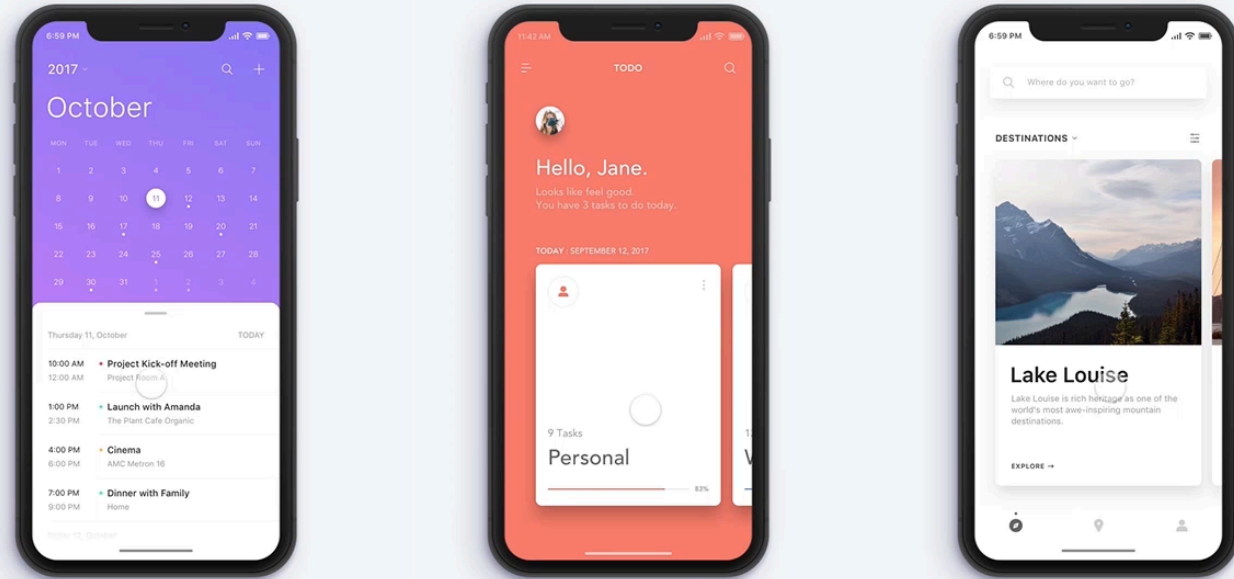 6:59 PM
2017
October
MON TUE WED THU FRI SAT SUN
1 2 3 4 5 6 7
8 9 10 11 12 13 14
15 16 17 18 19 20 21
22 23 24 25 26 27 28
29 30 31 1 2 3 4
Thursday 11, October TODAY
10:00 AM Project Kick-off Meeting
12:00 AM Project Room A
1:00 PM Launch with Amanda
2:30 PM The Plant Cafe Organic
4:00 PM Cinema
6:00 PM AMC Metron 16
7:00 PM Dinner with Family
9:00 PM Home
Friday 12, October
11:42 AM
TODO
Hello, Jane.
Looks like feel good.
You have 3 tasks to do today.
TODAY : SEPTEMBER 12, 2017
9 Tasks
Personal
83%
6:59 PM
Where do you want to go?
DESTINATIONS
Lake Louise
Lake Louise is rich heritage as one of the
world's most awe-inspiring mountain
destinations.
EXPLORE →